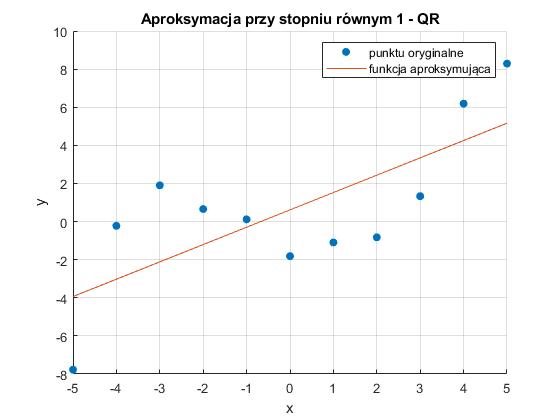 Aproksymacja przy stopniu równym 1 - QR
punktu oryginalne
funkcja aproksymująca
10
8
6
4
2
0
-2
-4
-6
-8
y
-5 -4 -3 -2 -1 0 1 2 3 4 5
x